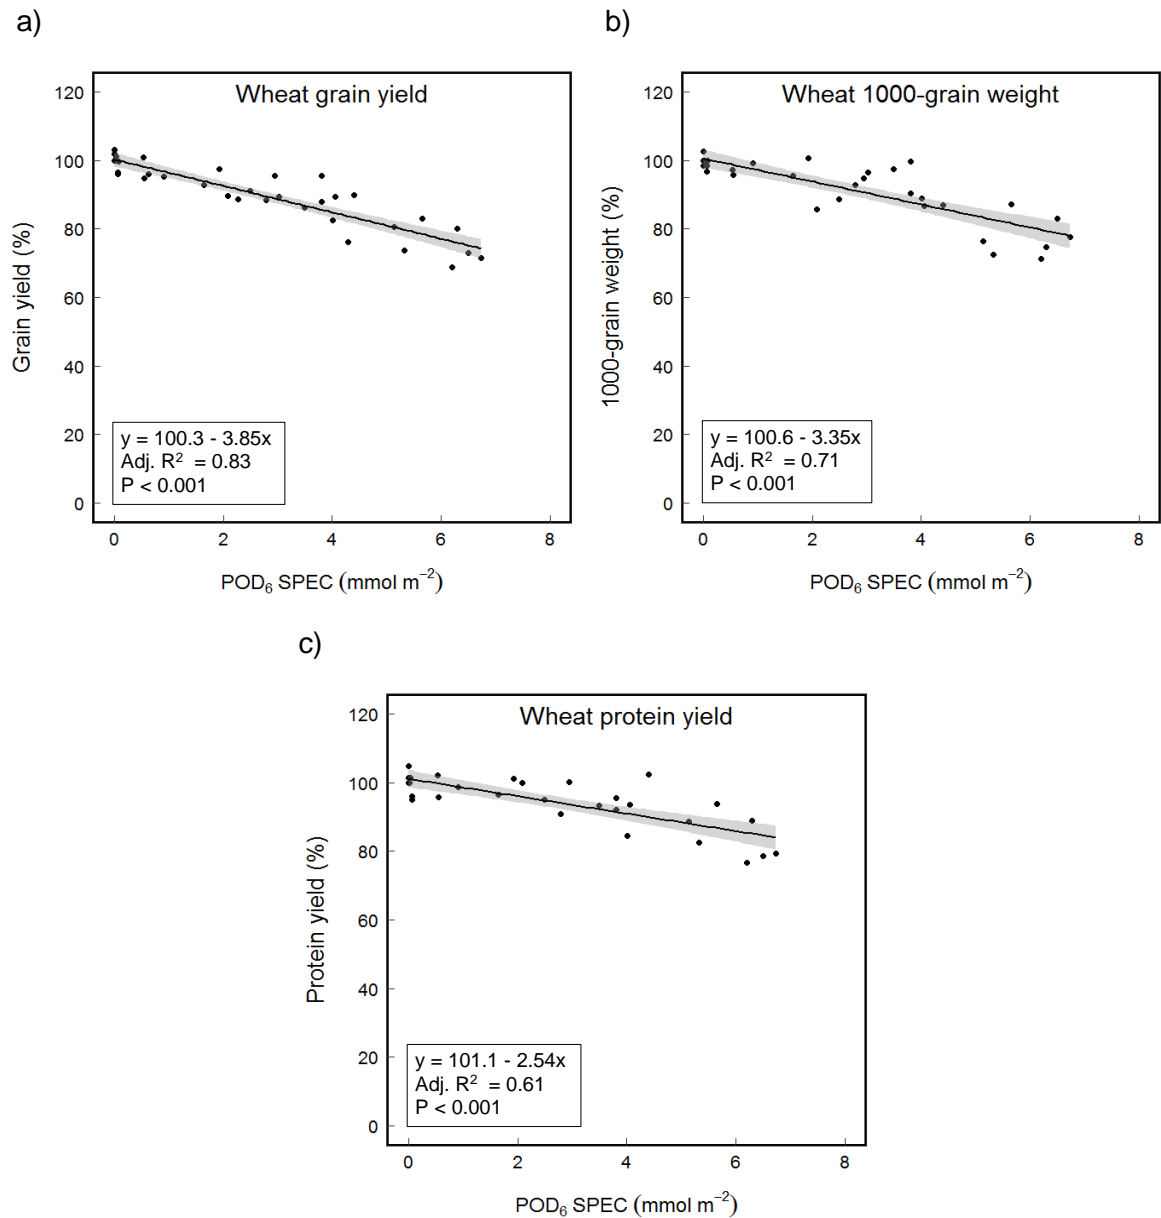 a)
Wheat grain yield
120
100
80
60
40
20
0
Grain yield (%)
y = 100.3 - 3.85x
Adj. R² = 0.83
P < 0.001
0 2 4 6 8
POD₆ SPEC (mmol m⁻²)
b)
Wheat 1000-grain weight
120
100
80
60
40
20
0
1000-grain weight (%)
y = 100.6 - 3.35x
Adj. R² = 0.71
P < 0.001
0 2 4 6 8
POD₆ SPEC (mmol m⁻²)
c)
Wheat protein yield
120
100
80
60
40
20
0
Protein yield (%)
y = 101.1 - 2.54x
Adj. R² = 0.61
P < 0.001
0 2 4 6 8
POD₆ SPEC (mmol m⁻²)